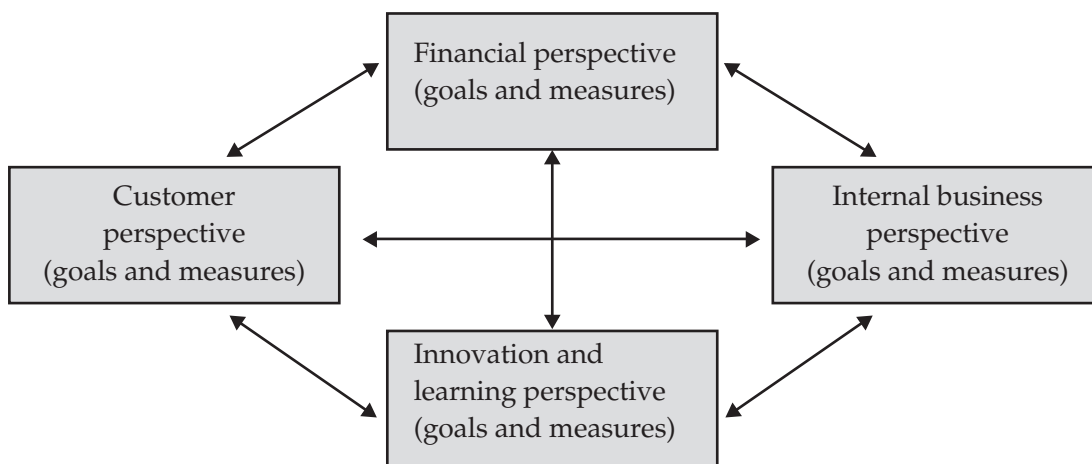 Financial perspective
(goals and measures)
Customer
perspective
(goals and measures)
Internal business
perspective
(goals and measures)
Innovation and
learning perspective
(goals and measures)